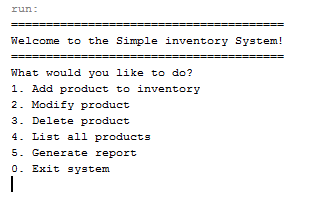 run:
=======================================
Welcome to the Simple inventory System!
=======================================
What would you like to do?
1. Add product to inventory
2. Modify product
3. Delete product
4. List all products
5. Generate report
0. Exit system